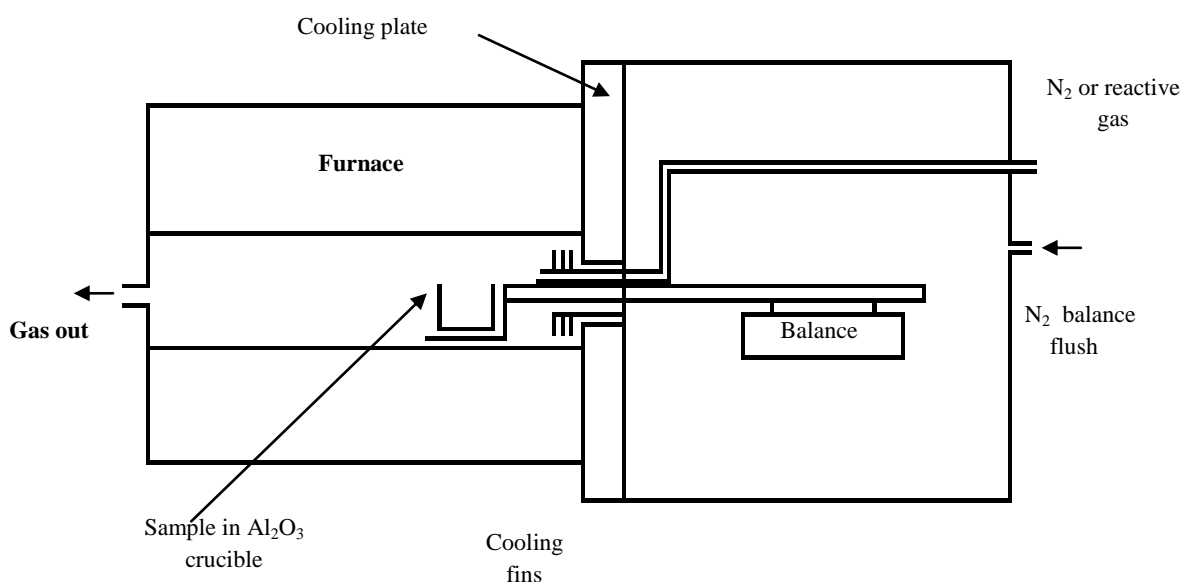 Cooling plate
N₂ or reactive
gas
Furnace
Gas out
N₂ balance
flush
Balance
Sample in Al₂O₃
crucible
Cooling
fins